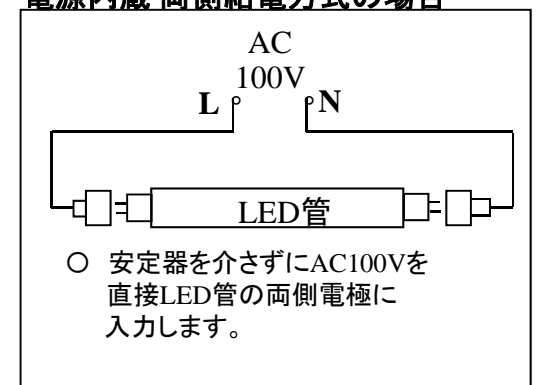 電源内蔵 両側給電方式の場合
AC
100V
L N
LED管
○ 安定器を介さずにAC100Vを
直接LED管の両側電極に
入力します。